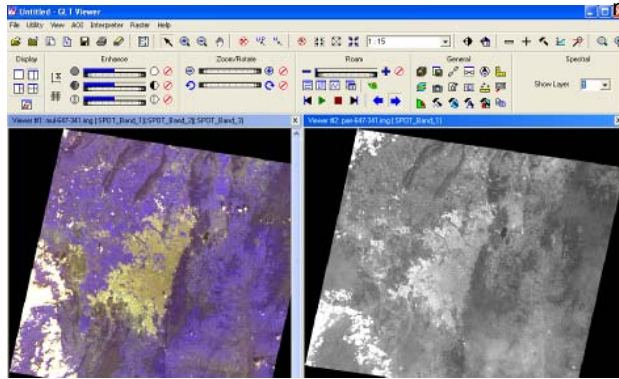 Untitled - GLT Viewer
File Utility View AOI Interpreter Raster Help
1:15
Display Enhance Zoom/Rotate Roam General Spectral
Show Layer
Viewer #1: mul-647-341.img (:SPOT_Band_1)(:SPOT_Band_2)(:SPOT_Band_3) X
Viewer #2: pan-647-341.img (:SPOT_Band_1) X